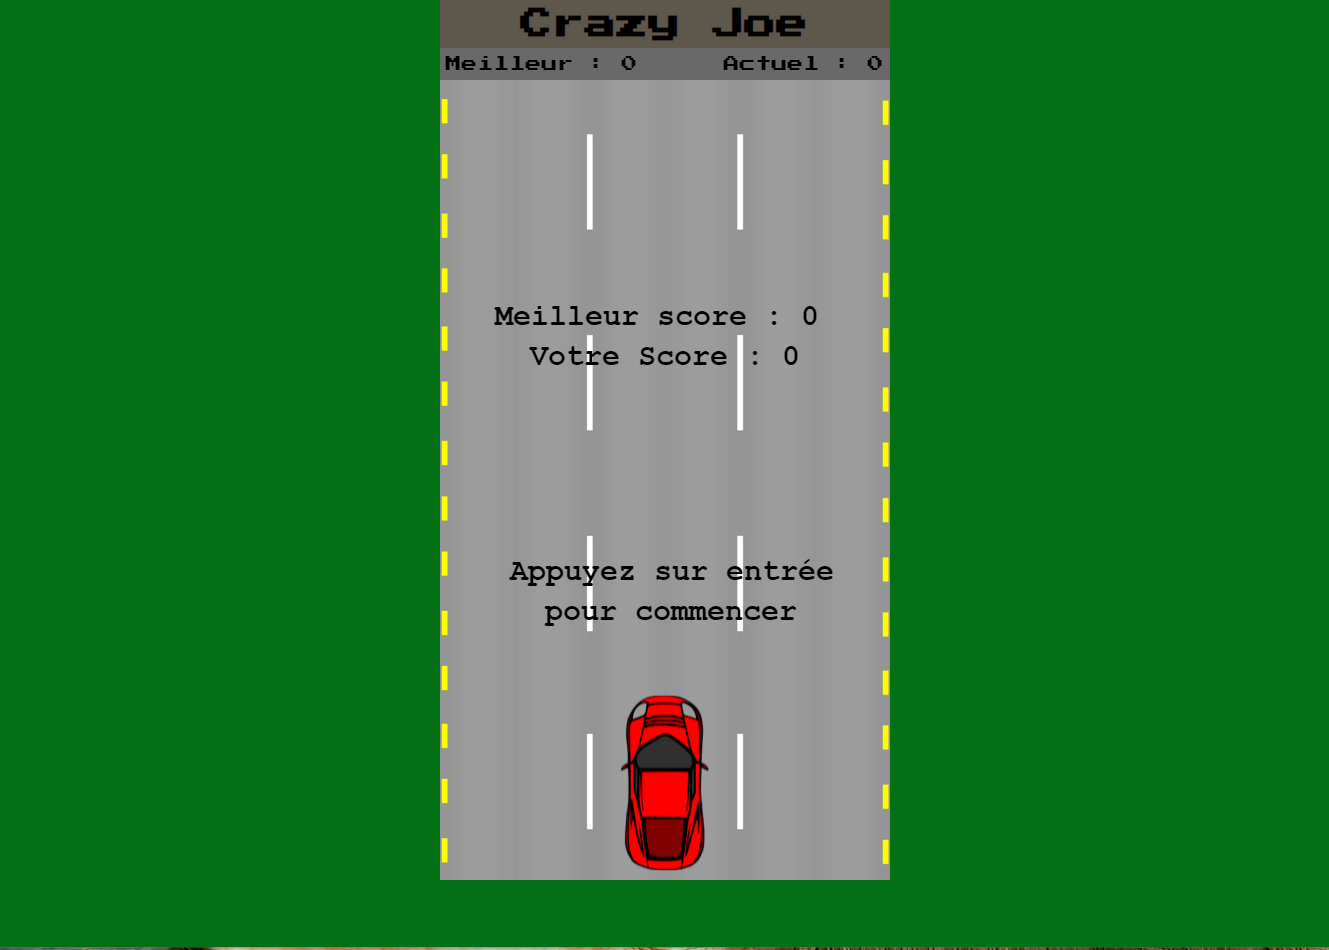 Crazy Joe
Meilleur : 0 Actuel : 0
Meilleur score : 0
Votre Score : 0
Appuyez sur entrée
pour commencer